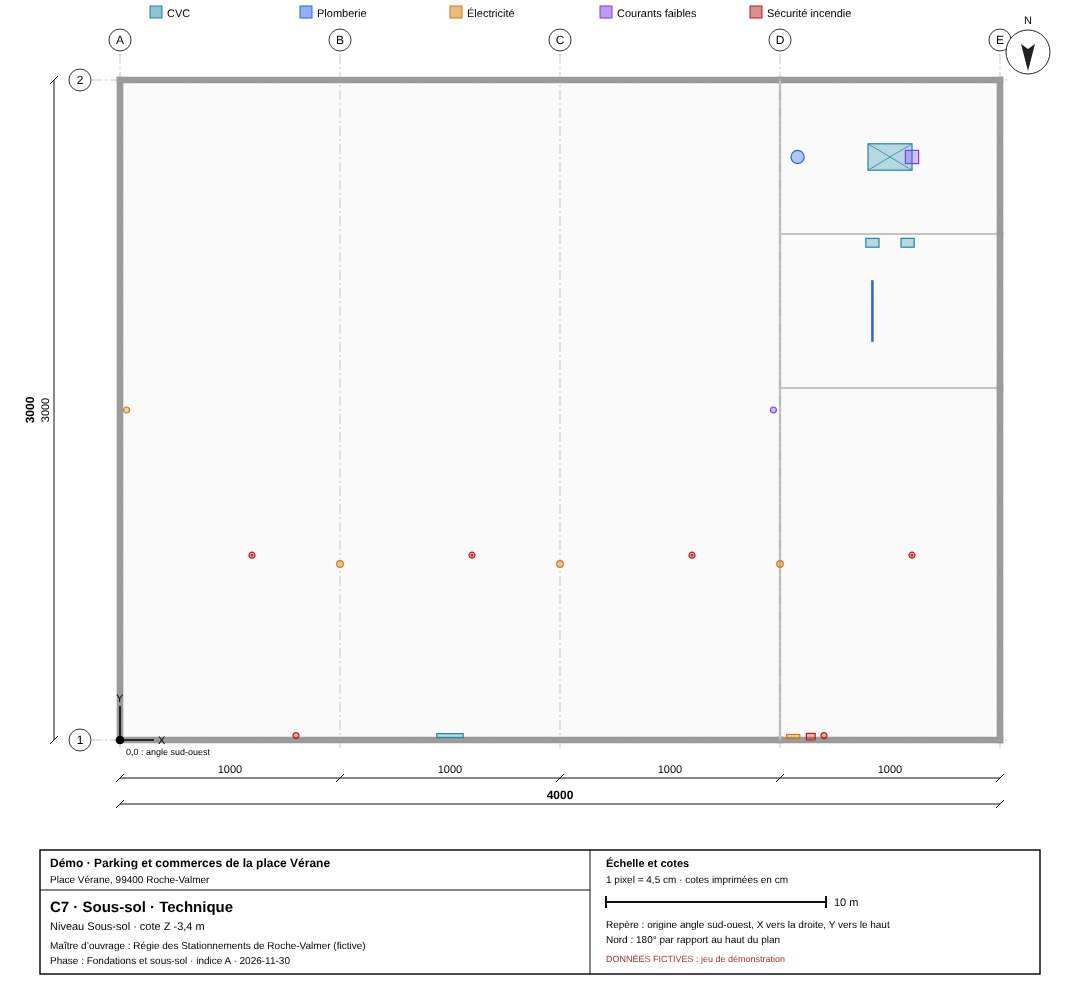 CVC
Plomberie
Électricité
Courants faibles
Sécurité incendie
N
A
B
C
D
E
2
3000
3000
Y
X
1
0,0 : angle sud-ouest
1000
1000
1000
1000
4000
Démo · Parking et commerces de la place Vérane
Place Vérane, 99400 Roche-Valmer
C7 · Sous-sol · Technique
Niveau Sous-sol · cote Z -3,4 m
Maître d'ouvrage : Régie des Stationnements de Roche-Valmer (fictive)
Phase : Fondations et sous-sol · indice A · 2026-11-30
Échelle et cotes
1 pixel = 4,5 cm · cotes imprimées en cm
10 m
Repère : origine angle sud-ouest, X vers la droite, Y vers le haut
Nord : 180° par rapport au haut du plan
DONNÉES FICTIVES : jeu de démonstration